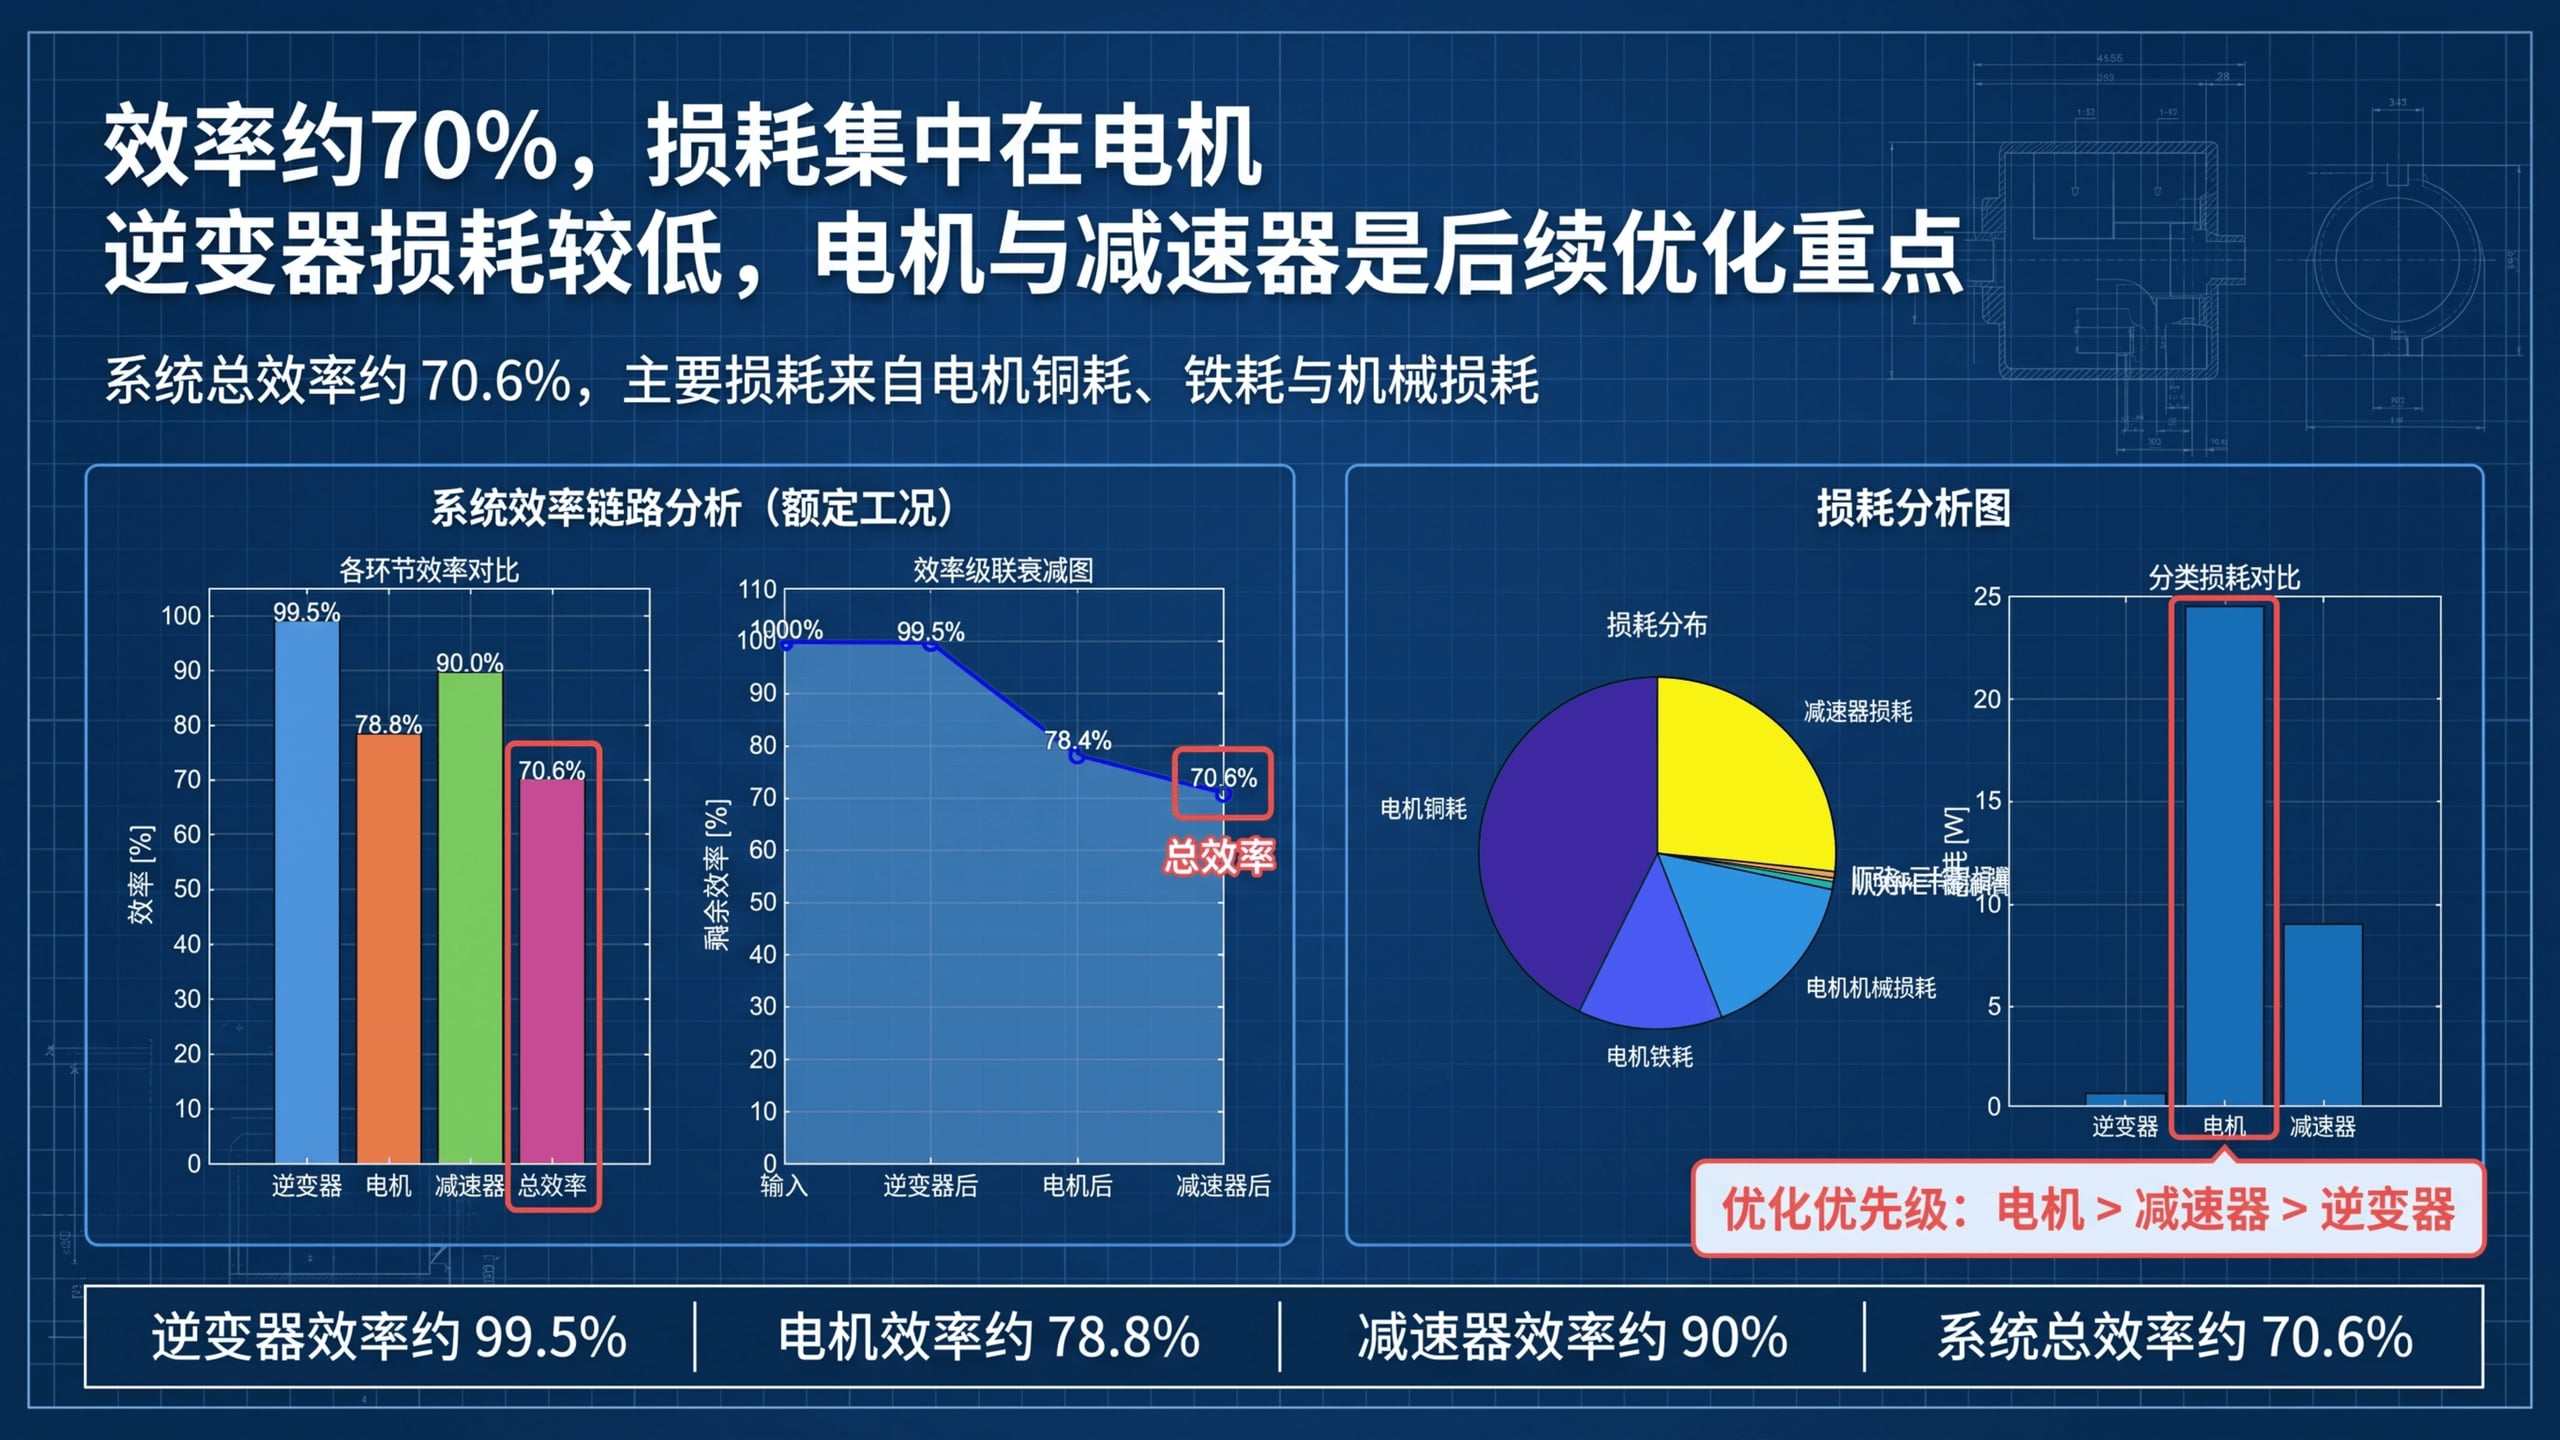 效率约70%，损耗集中在电机
逆变器损耗较低，电机与减速器是后续优化重点
系统总效率约 70.6%，主要损耗来自电机铜耗、铁耗与机械损耗
系统效率链路分析（额定工况）
各环节效率对比
效率 [%]
100
90
80
70
60
50
40
30
20
10
0
99.5%
78.8%
90.0%
70.6%
逆变器 电机 减速器 总效率
效率级联衰减图
剩余效率 [%]
110
100
90
80
70
60
50
40
30
20
10
0
99.5%
78.4%
70.6%
总效率
输入 逆变器后 电机后 减速器后
损耗分析图
损耗分布
减速器损耗
电机铜耗
电机机械损耗
电机铁耗
分类损耗对比
[W]
25
20
15
10
5
0
逆变器 电机 减速器
优化优先级：电机 > 减速器 > 逆变器
逆变器效率约 99.5%
电机效率约 78.8%
减速器效率约 90%
系统总效率约 70.6%